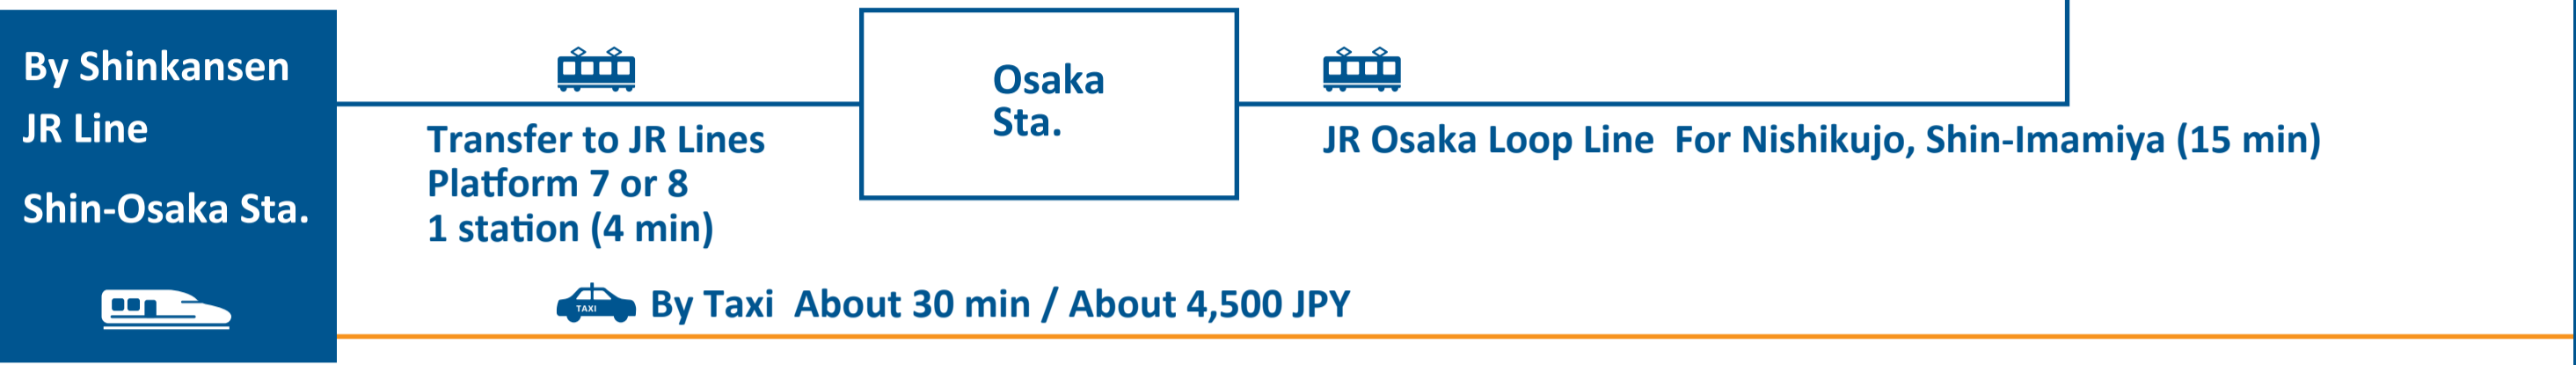 By Shinkansen
JR Line
Shin-Osaka Sta.
Transfer to JR Lines
Platform 7 or 8
1 station (4 min)
Osaka
Sta.
JR Osaka Loop Line  For Nishikujo, Shin-Imamiya (15 min)
TAXI
By Taxi  About 30 min / About 4,500 JPY